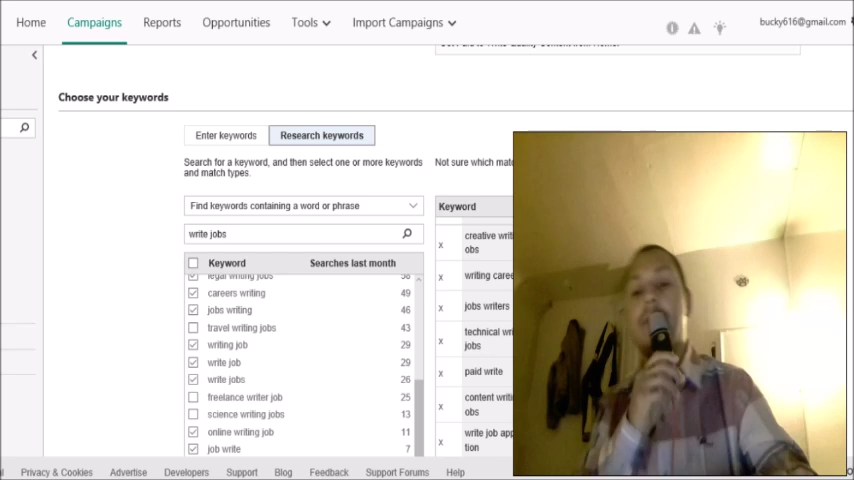 Home Campaigns Reports Opportunities Tools Import Campaigns bucky616@gmail.com
Choose your keywords
Enter keywords Research keywords
Search for a keyword, and then select one or more keywords
and match types.
Not sure which mat
Find keywords containing a word or phrase
write jobs
Keyword Searches last month
legal writing jobs 58
careers writing 49
jobs writing 46
travel writing jobs 43
writing job 29
write job 29
write jobs 26
freelance writer job 25
science writing jobs 13
online writing job 11
job write 7
Keyword
x creative writ
obs
x writing caree
x jobs writers
x technical wri
jobs
x paid write
x content writi
obs
x write job app
tion
Privacy & Cookies Advertise Developers Support Blog Feedback Support Forums Help